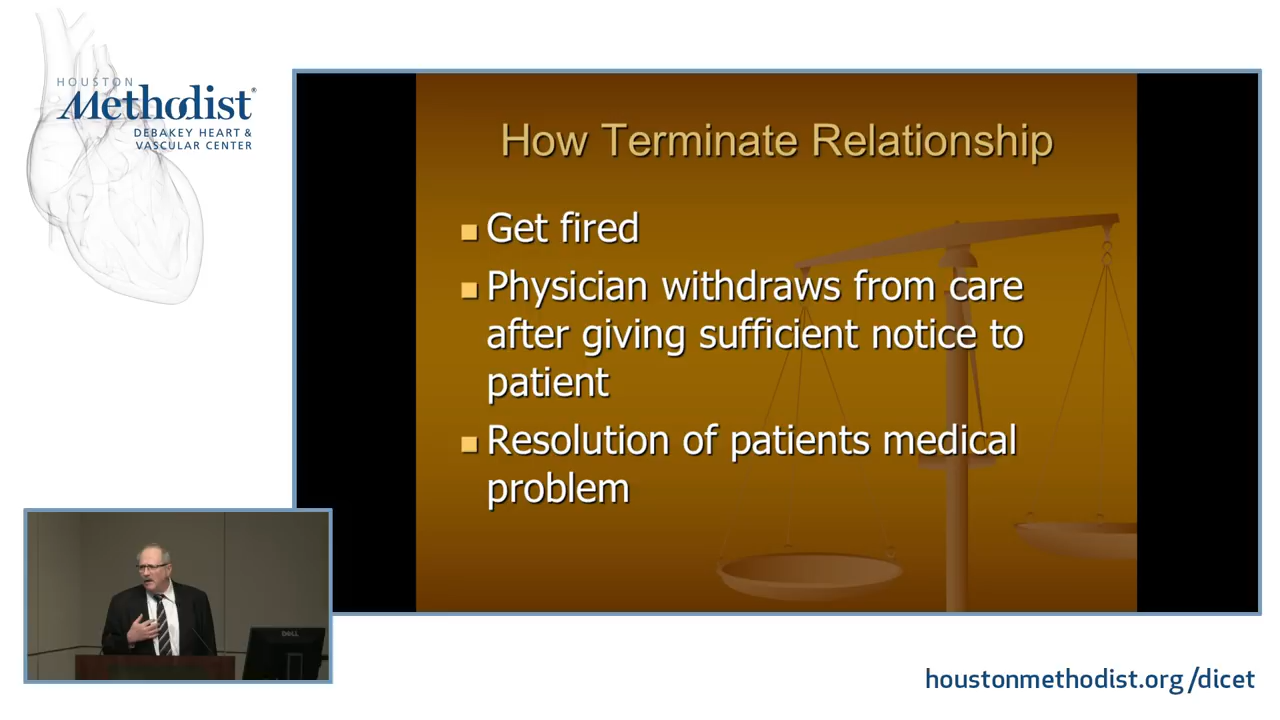 HOUSTON
Methodist®
DEBAKEY HEART &
VASCULAR CENTER
How Terminate Relationship
Get fired
Physician withdraws from care
after giving sufficient notice to
patient
Resolution of patients medical
problem
DELL
houstonmethodist.org/dicet